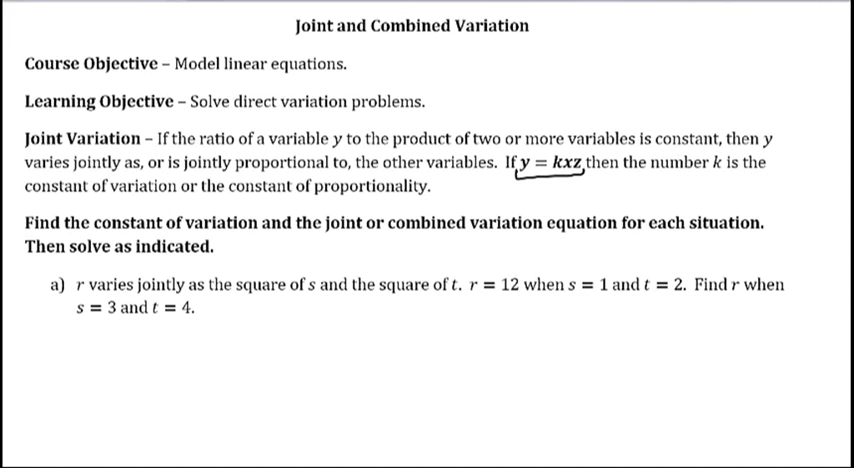 Joint and Combined Variation
Course Objective – Model linear equations.
Learning Objective – Solve direct variation problems.
Joint Variation – If the ratio of a variable y to the product of two or more variables is constant, then y
varies jointly as, or is jointly proportional to, the other variables. If y = kxz then the number k is the
constant of variation or the constant of proportionality.
Find the constant of variation and the joint or combined variation equation for each situation.
Then solve as indicated.
a) r varies jointly as the square of s and the square of t. r = 12 when s = 1 and t = 2. Find r when
s = 3 and t = 4.